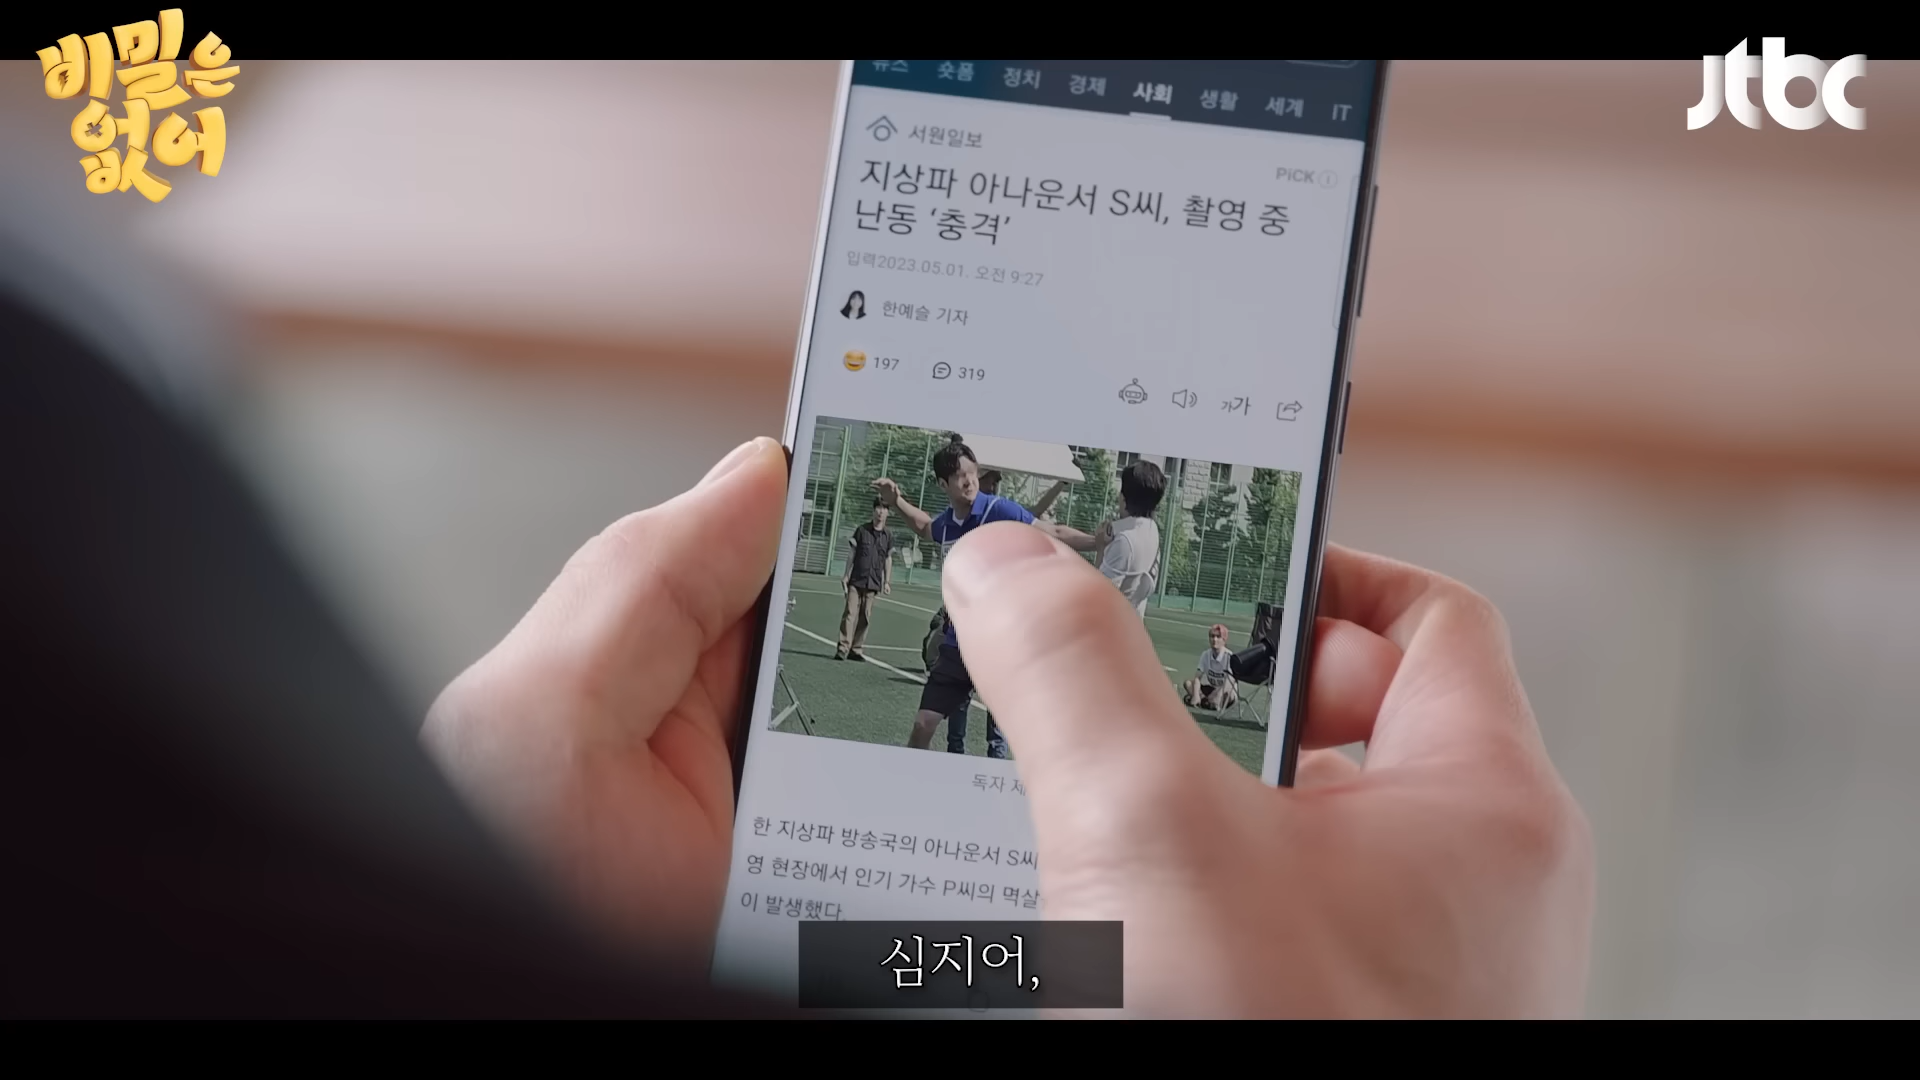 비밀은
없어
jtbc
뉴스 숏폼 정치 경제 사회 생활 세계 IT
서원일보
PiCK
지상파 아나운서 S씨, 촬영 중
난동 ‘충격’
입력2023.05.01. 오전 9:27
한예슬 기자
197 319
가가
독자 제
한 지상파 방송국의 아나운서 S씨
영 현장에서 인기 가수 P씨의 멱살
이 발생했다.
심지어,